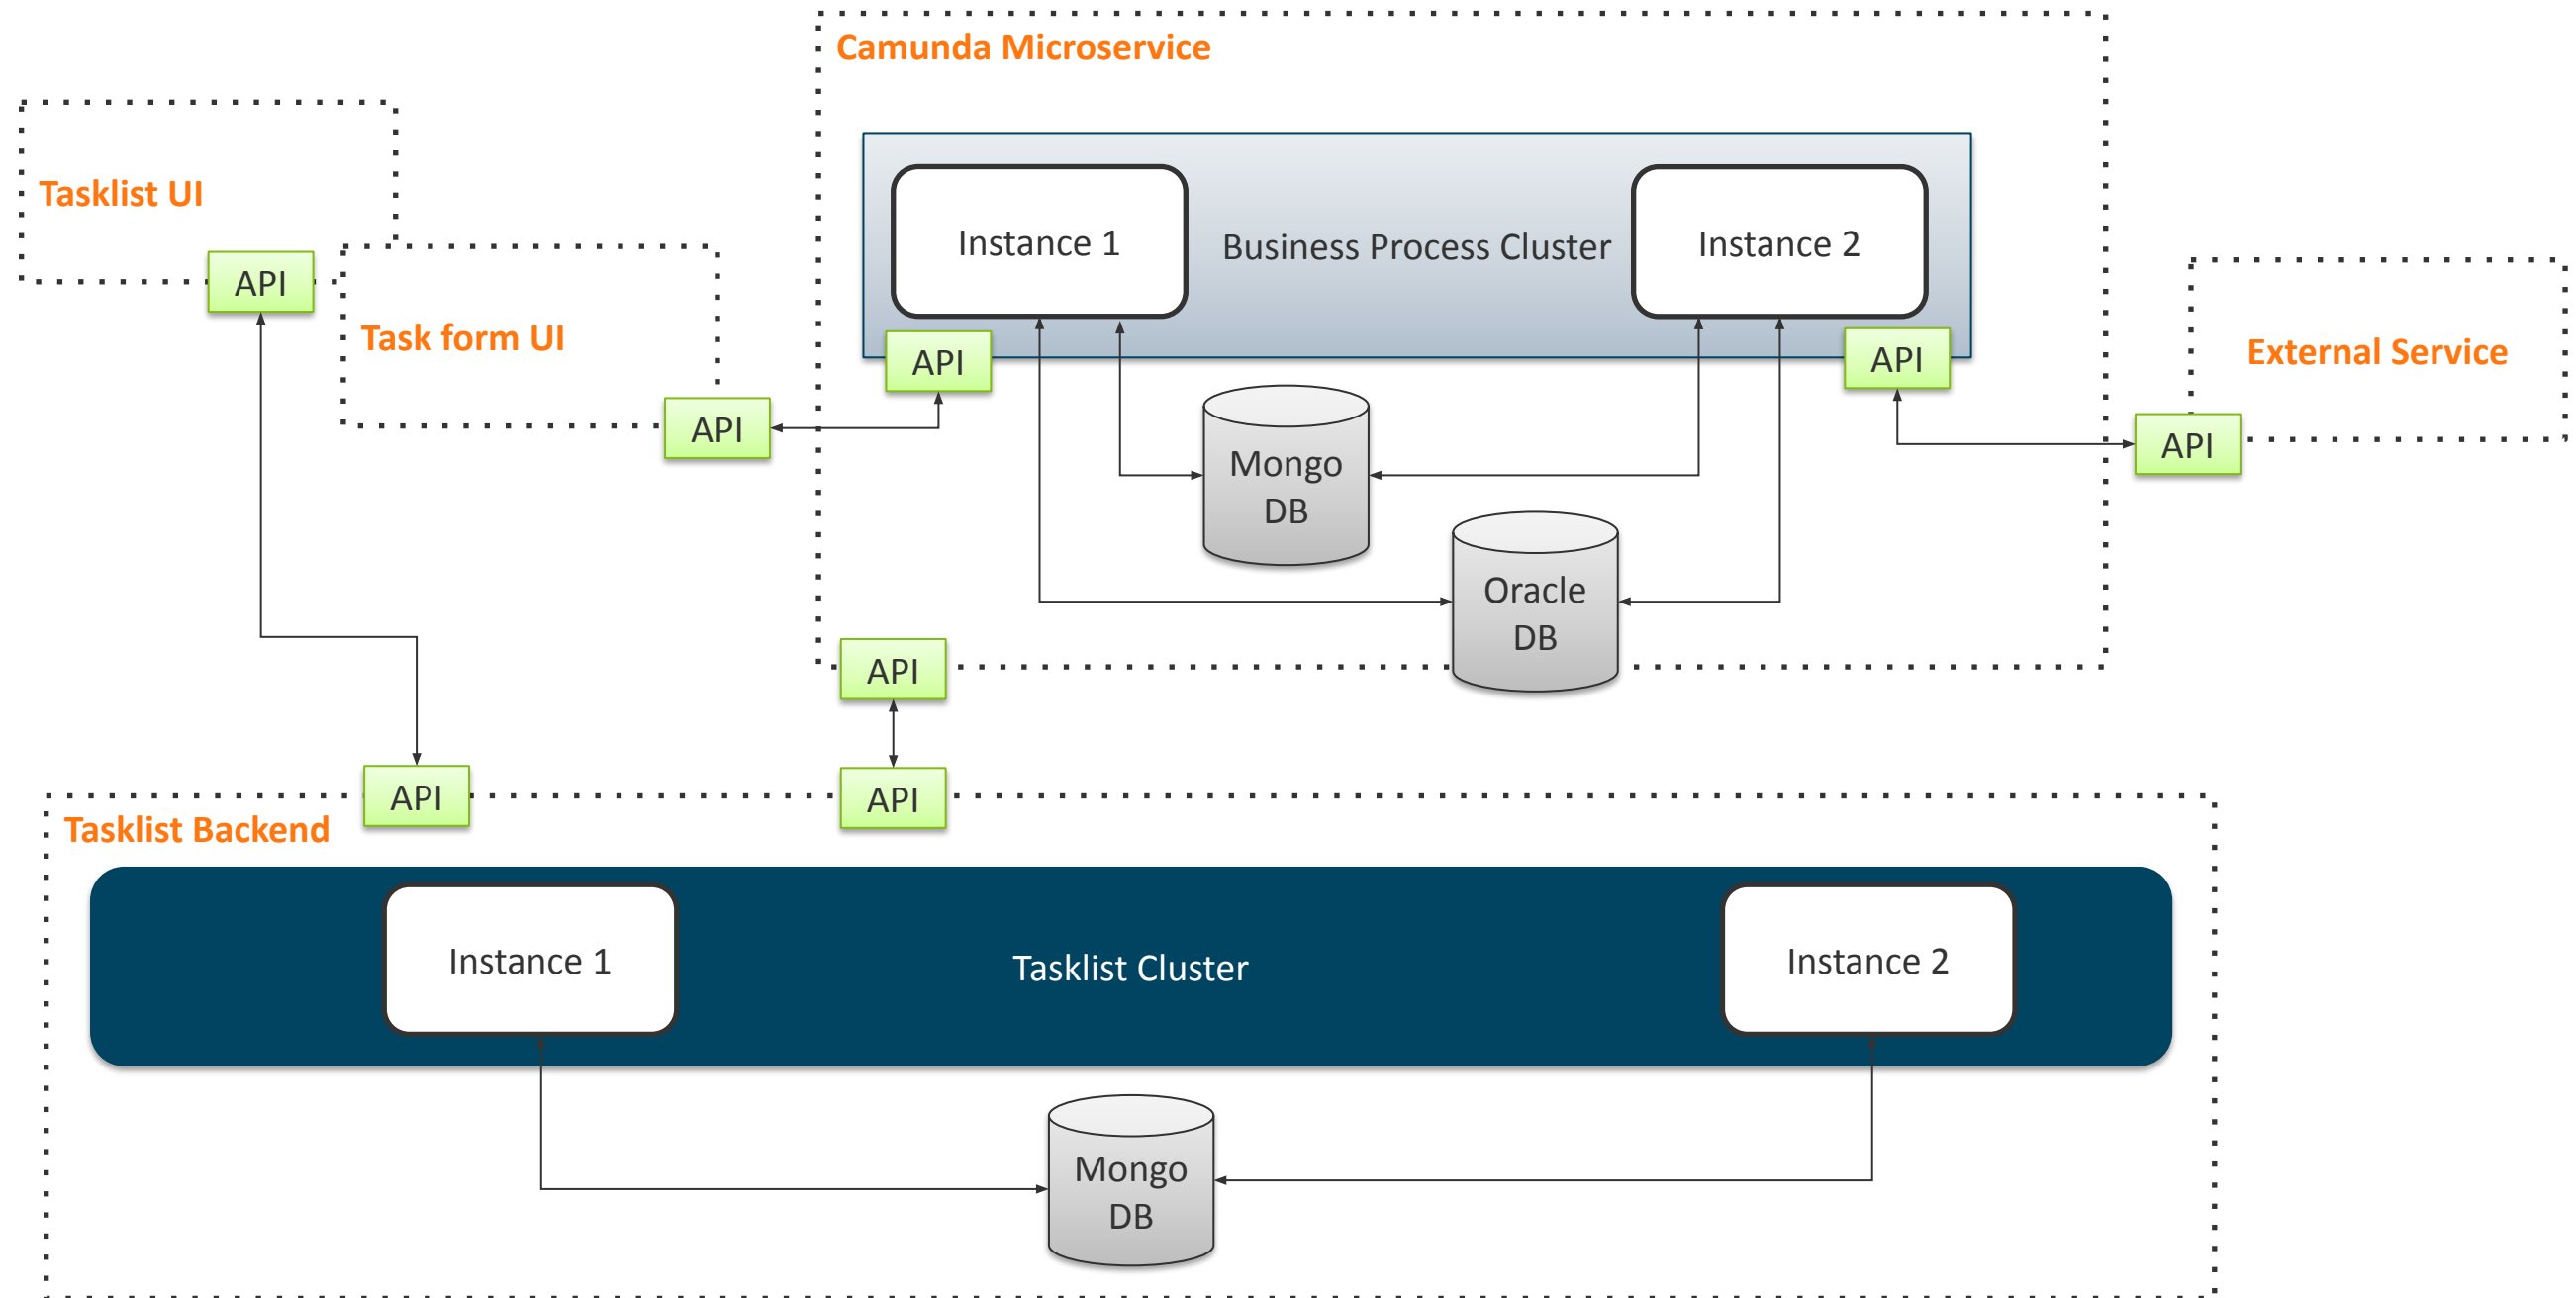 Camunda Microservice
Tasklist UI
Instance 1
Business Process Cluster
Instance 2
API
Task form UI
API
API
External Service
API
API
Mongo
DB
Oracle
DB
API
API
API
Tasklist Backend
Instance 1
Tasklist Cluster
Instance 2
Mongo
DB